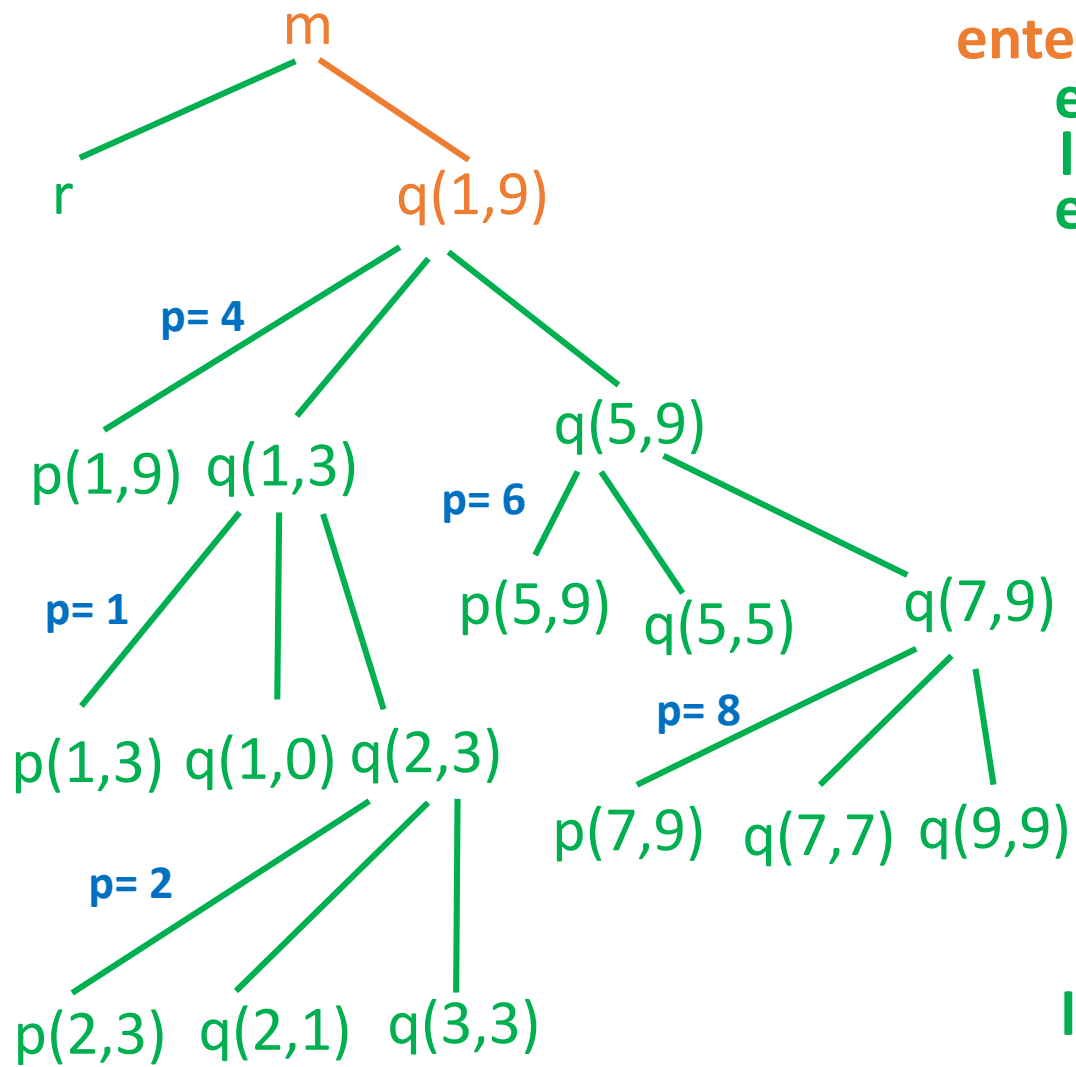 m
ente
e
l
r
q(1,9)
e
p= 4
q(5,9)
p(1,9) q(1,3)
p= 6
p= 1
p(5,9)
q(5,5)
q(7,9)
p= 8
p(1,3) q(1,0) q(2,3)
p(7,9) q(7,7) q(9,9)
p= 2
p(2,3) q(2,1) q(3,3)
l